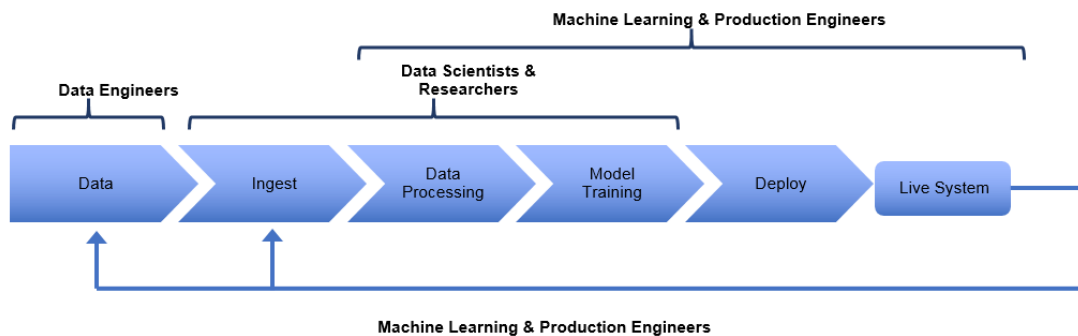 Machine Learning & Production Engineers
Data Scientists &
Researchers
Data Engineers
Data
Ingest
Data
Processing
Model
Training
Deploy
Live System
Machine Learning & Production Engineers